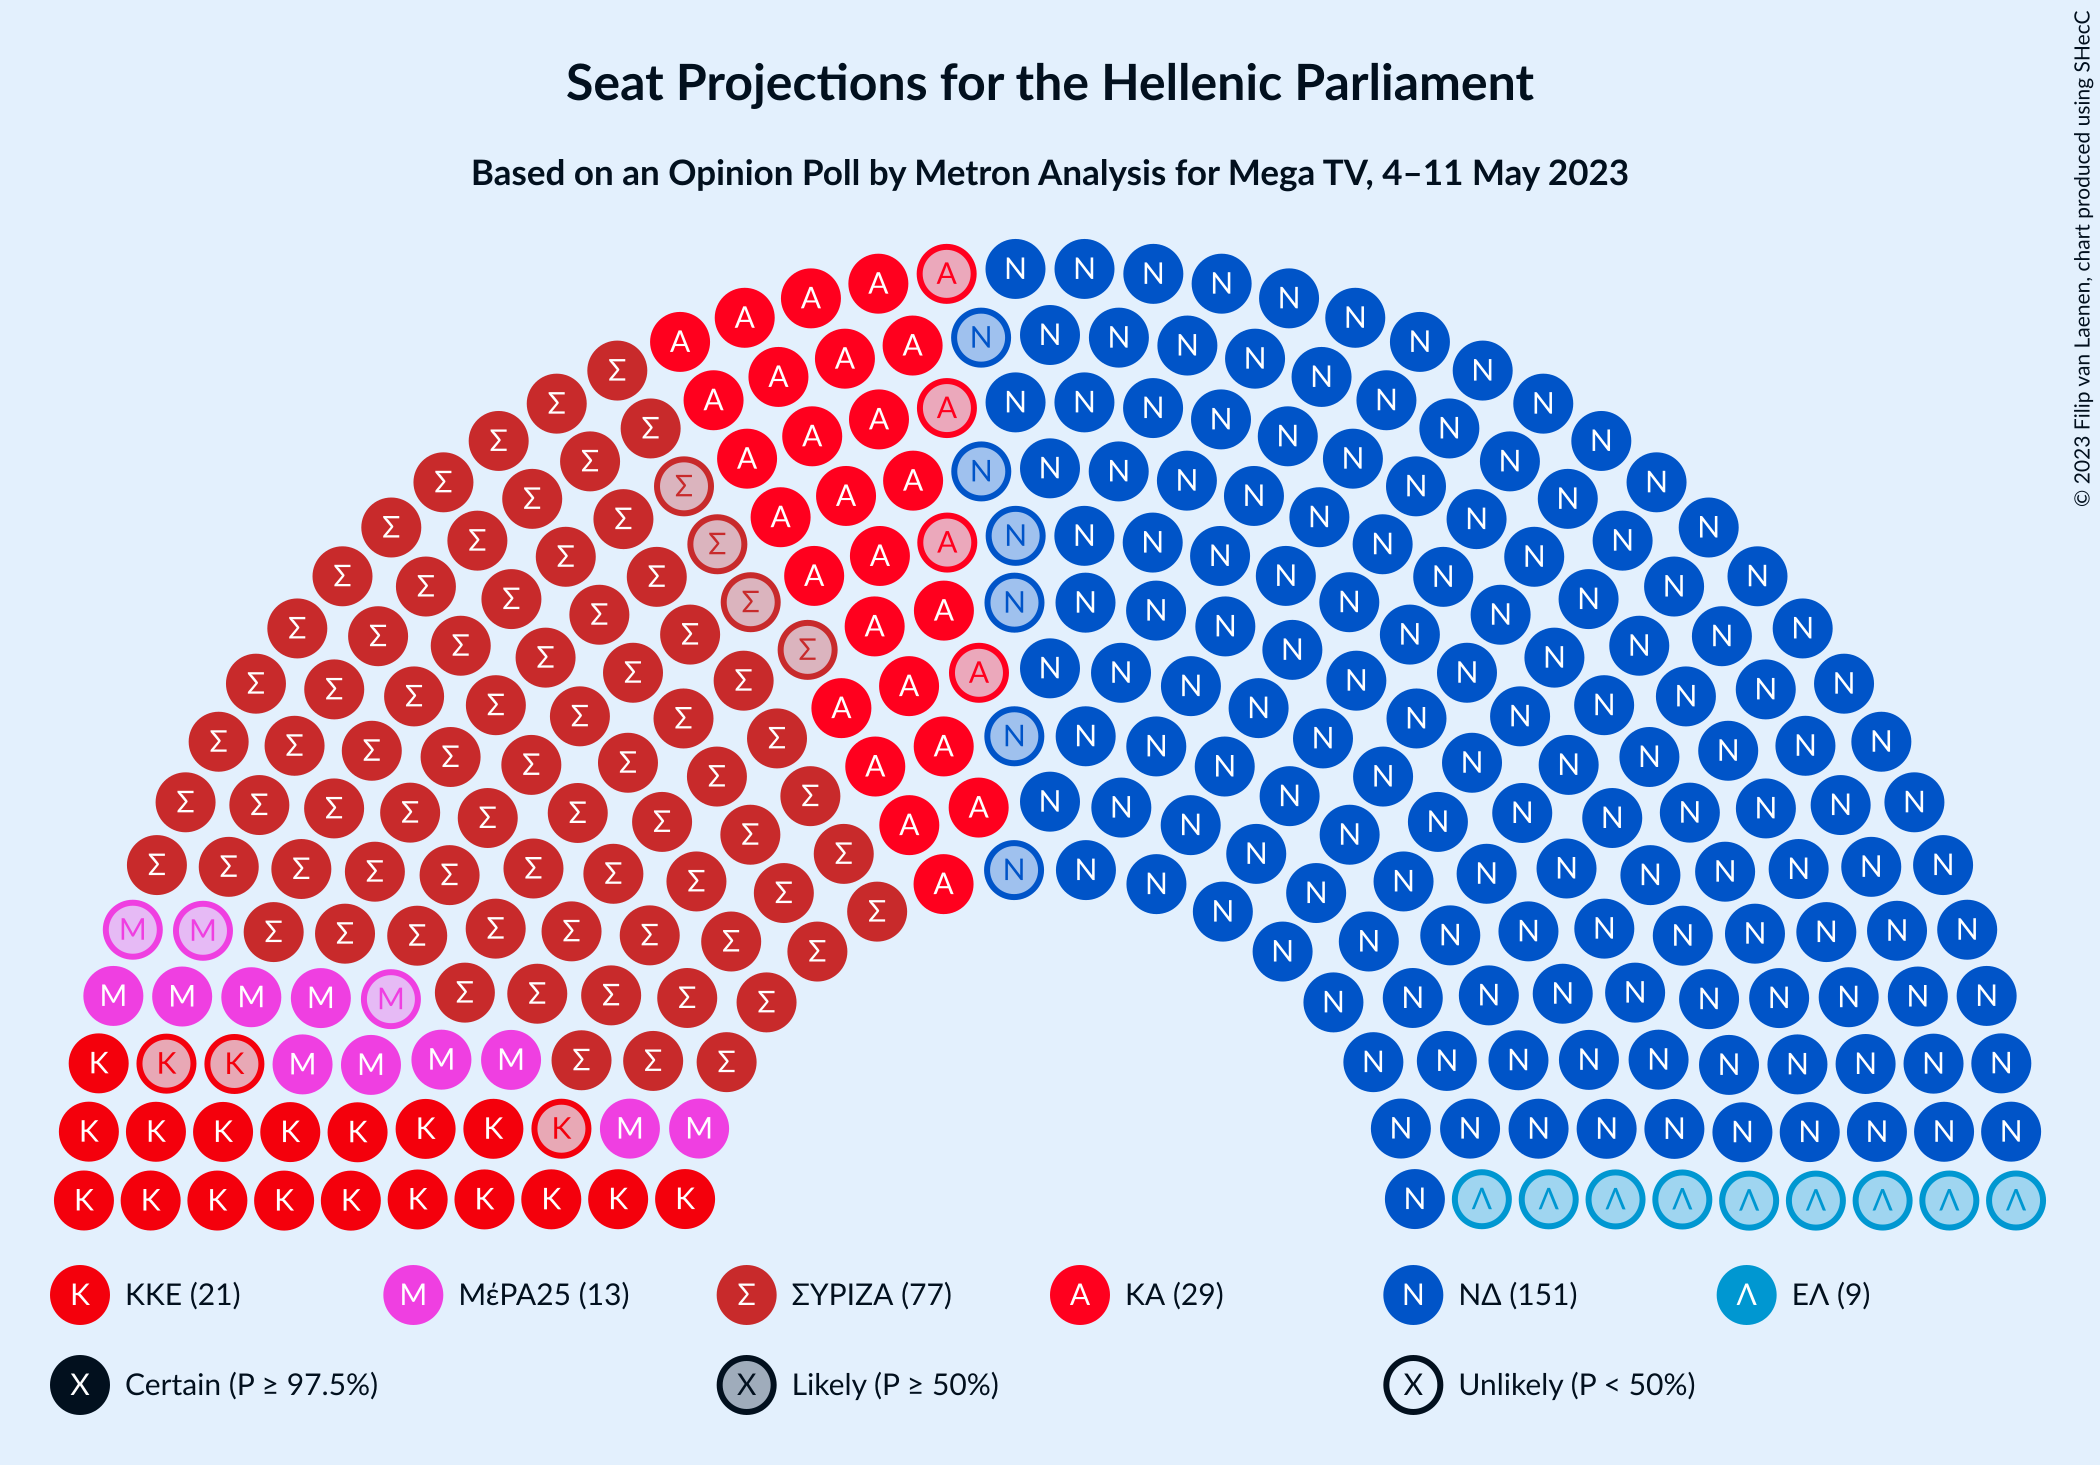 Seat Projections for the Hellenic Parliament
Based on an Opinion Poll by Metron Analysis for Mega TV, 4–11 May 2023
© 2023 Filip van Laenen, chart produced using SHecC
K ΚΚΕ (21) M ΜέΡΑ25 (13) Σ ΣΥΡΙΖΑ (77) A ΚΑ (29) N ΝΔ (151) Λ ΕΛ (9)
X Certain (P ≥ 97.5%) X Likely (P ≥ 50%) X Unlikely (P < 50%)